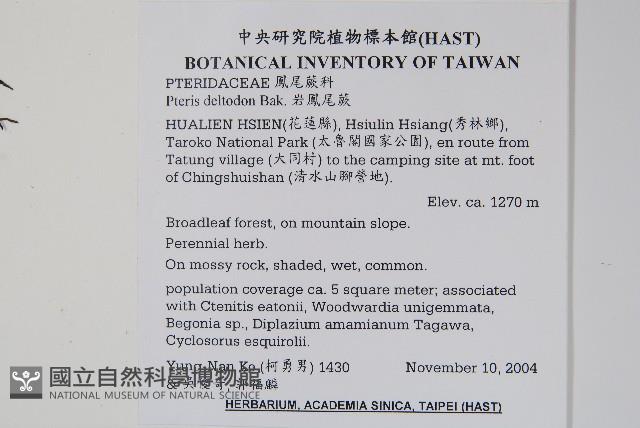 中央研究院植物標本館(HAST)
BOTANICAL INVENTORY OF TAIWAN
PTERIDACEAE 鳳尾蕨科
Pteris deltodon Bak. 岩鳳尾蕨
HUALIEN HSIEN(花蓮縣), Hsiulin Hsiang(秀林鄉),
Taroko National Park (太魯閣國家公園), en route from
Tatung village (大同村) to the camping site at mt. foot
of Chingshuishan (清水山腳營地).
Elev. ca. 1270 m
Broadleaf forest, on mountain slope.
Perennial herb.
On mossy rock, shaded, wet, common.
population coverage ca. 5 square meter; associated
with Ctenitis eatonii, Woodwardia unigemmata,
Begonia sp., Diplazium amamianum Tagawa,
Cyclosorus esquirolii.
Yung-Nan Ko (柯勇男) 1430 November 10, 2004
國立自然科學博物館
NATIONAL MUSEUM OF NATURAL SCIENCE
HERBARIUM, ACADEMIA SINICA, TAIPEI (HAST)